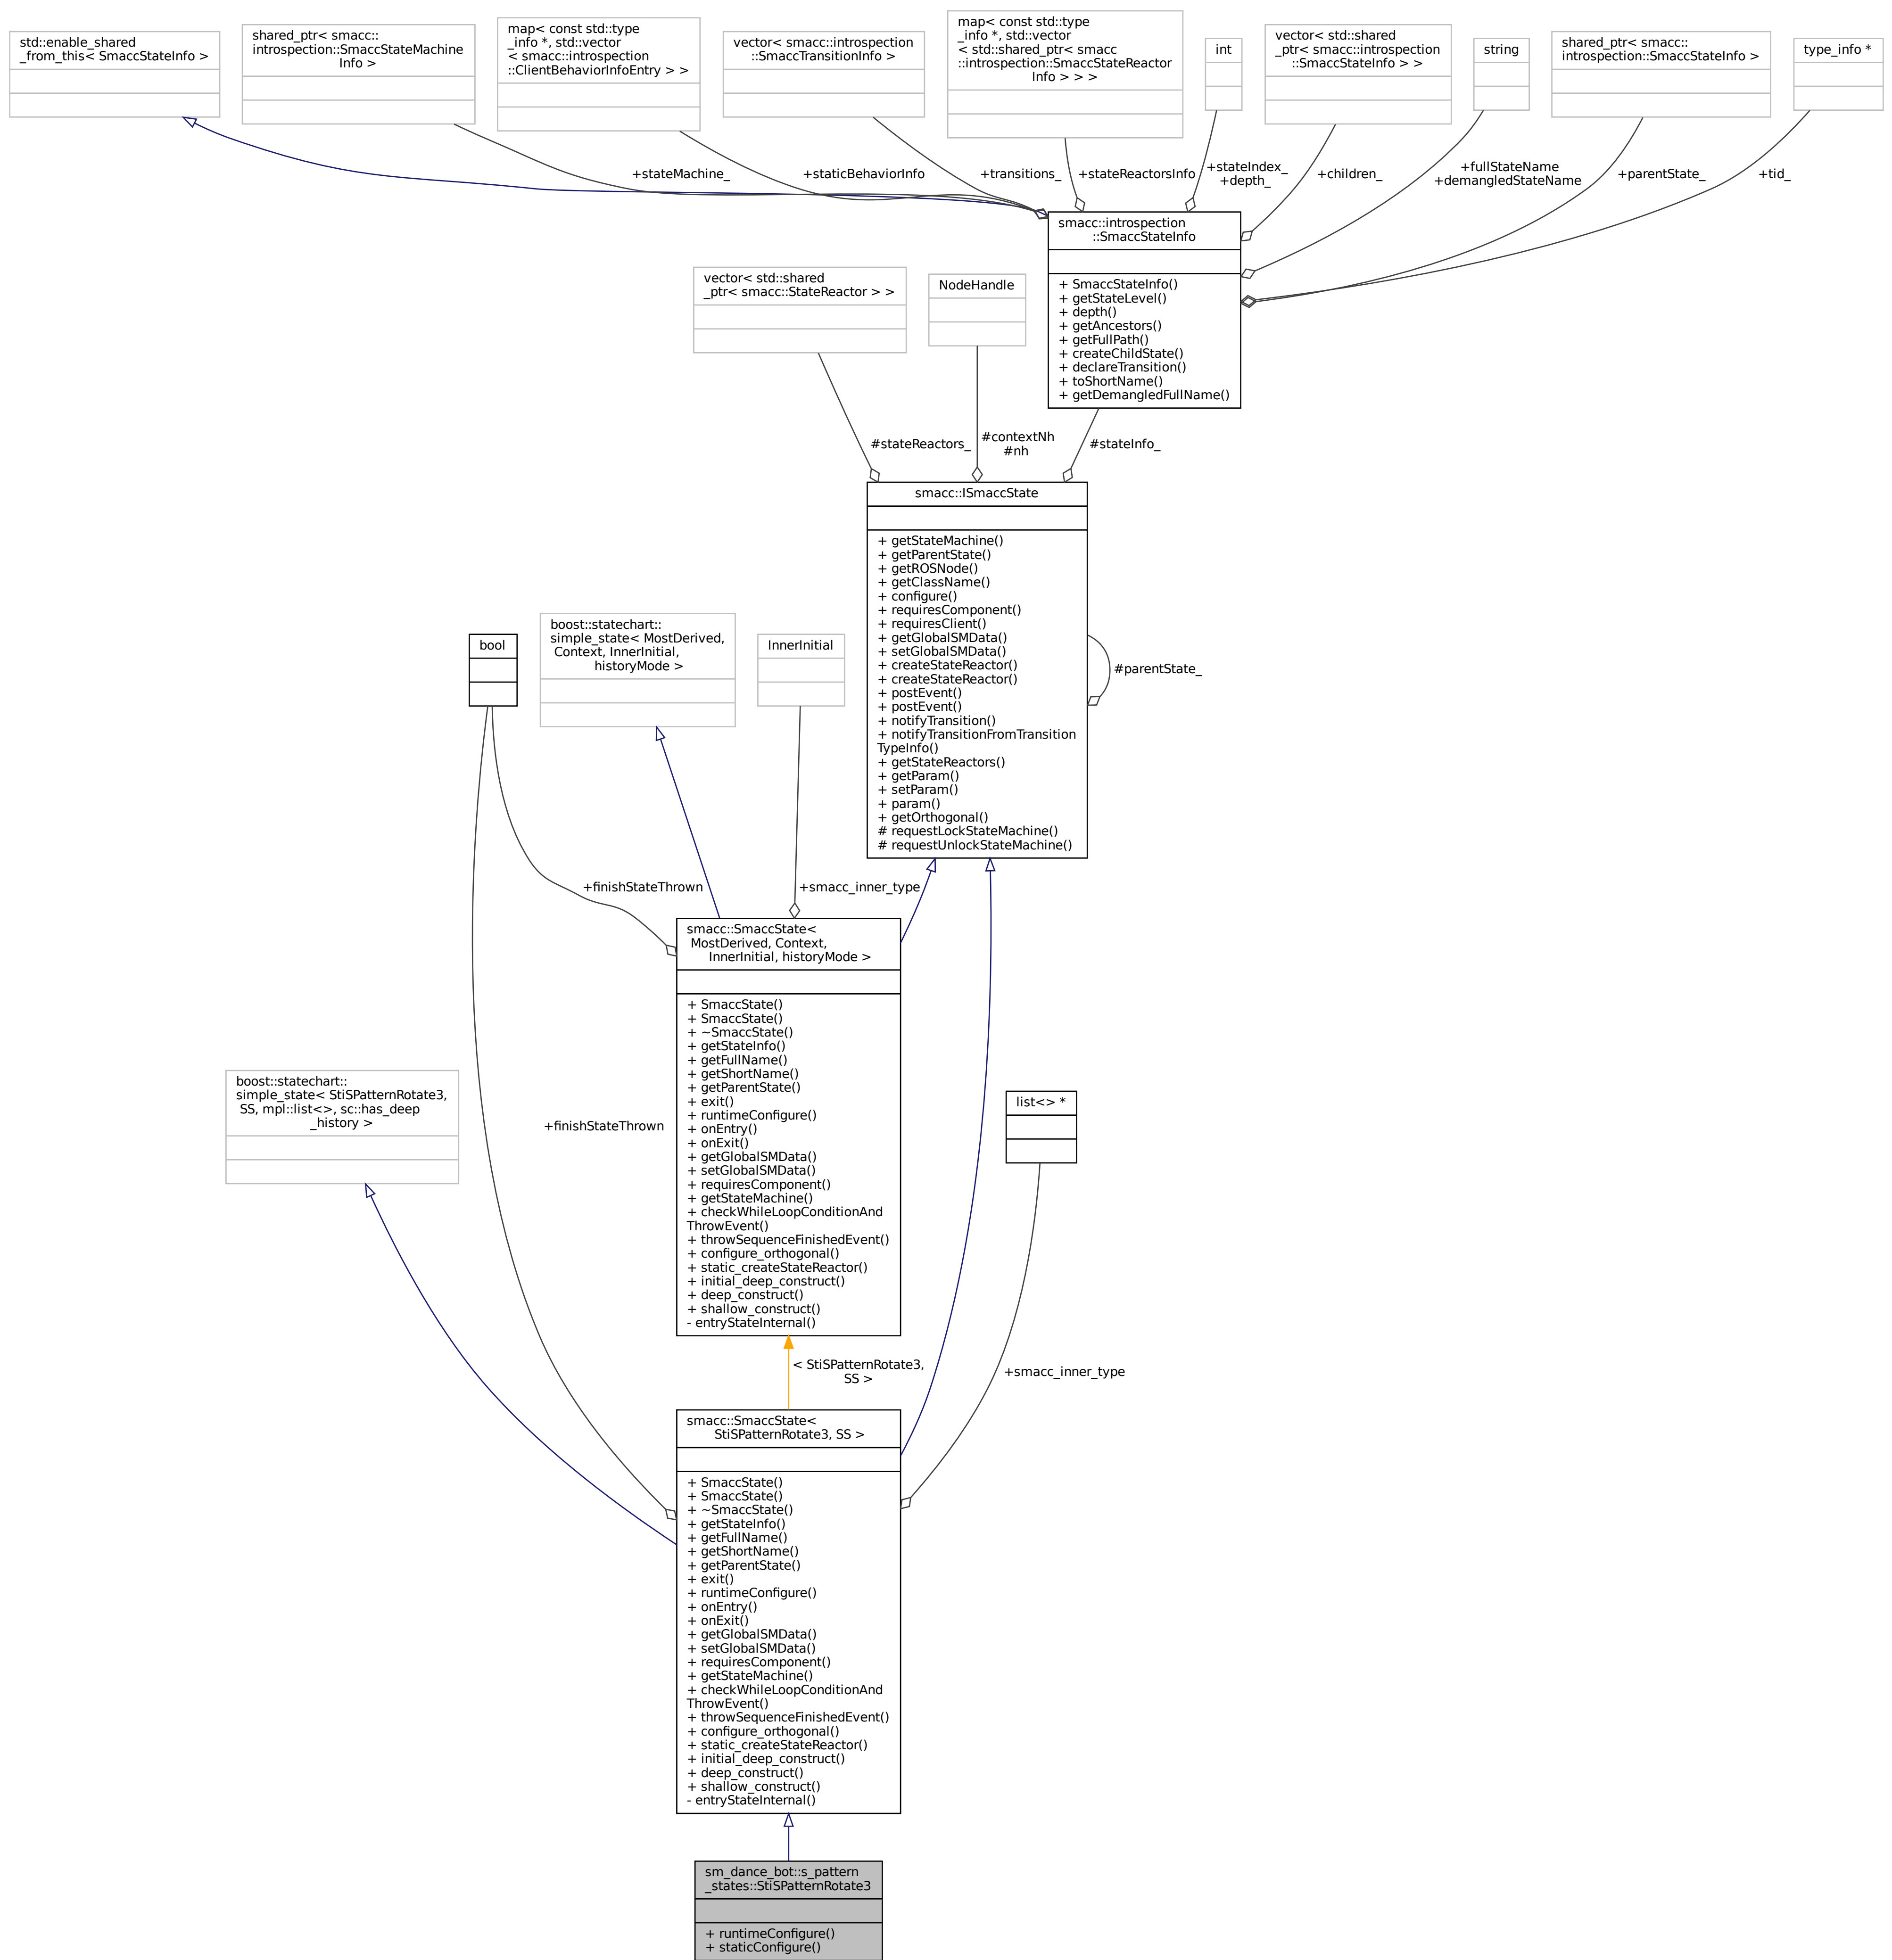 std::enable_shared
_from_this< SmaccStateInfo >
shared_ptr< smacc::
introspection::SmaccStateMachine
Info >
map< const std::type
_info *, std::vector
< smacc::introspection
::ClientBehaviorInfoEntry > >
vector< smacc::introspection
::SmaccTransitionInfo >
map< const std::type
_info *, std::vector
< std::shared_ptr< smacc
::introspection::SmaccStateReactor
Info > > >
int
vector< std::shared
_ptr< smacc::introspection
::SmaccStateInfo > >
string
shared_ptr< smacc::
introspection::SmaccStateInfo >
type_info *
+stateMachine_
+staticBehaviorInfo
+transitions_
+stateReactorsInfo
+stateIndex_
+depth_
+children_
+fullStateName
+demangledStateName
+parentState_
+tid_
smacc::introspection
::SmaccStateInfo
+ SmaccStateInfo()
+ getStateLevel()
+ depth()
+ getAncestors()
+ getFullPath()
+ createChildState()
+ declareTransition()
+ toShortName()
+ getDemangledFullName()
vector< std::shared
_ptr< smacc::StateReactor > >
NodeHandle
#stateReactors_
#contextNh
#nh
#stateInfo_
smacc::ISmaccState
+ getStateMachine()
+ getParentState()
+ getROSNode()
+ getClassName()
+ configure()
+ requiresComponent()
+ requiresClient()
+ getGlobalSMData()
+ setGlobalSMData()
+ createStateReactor()
+ createStateReactor()
+ postEvent()
+ postEvent()
+ notifyTransition()
+ notifyTransitionFromTransition
TypeInfo()
+ getStateReactors()
+ getParam()
+ setParam()
+ param()
+ getOrthogonal()
# requestLockStateMachine()
# requestUnlockStateMachine()
#parentState_
bool
boost::statechart::
simple_state< MostDerived,
Context, InnerInitial,
historyMode >
InnerInitial
+finishStateThrown
+smacc_inner_type
smacc::SmaccState<
MostDerived, Context,
InnerInitial, historyMode >
+ SmaccState()
+ SmaccState()
+ ~SmaccState()
+ getStateInfo()
+ getFullName()
+ getShortName()
+ getParentState()
+ exit()
+ runtimeConfigure()
+ onEntry()
+ onExit()
+ getGlobalSMData()
+ setGlobalSMData()
+ requiresComponent()
+ getStateMachine()
+ checkWhileLoopConditionAnd
ThrowEvent()
+ throwSequenceFinishedEvent()
+ configure_orthogonal()
+ static_createStateReactor()
+ initial_deep_construct()
+ deep_construct()
+ shallow_construct()
- entryStateInternal()
boost::statechart::
simple_state< StiSPatternRotate3,
SS, mpl::list<>, sc::has_deep
_history >
+finishStateThrown
list<> *
< StiSPatternRotate3,
SS >
+smacc_inner_type
smacc::SmaccState<
StiSPatternRotate3, SS >
+ SmaccState()
+ SmaccState()
+ ~SmaccState()
+ getStateInfo()
+ getFullName()
+ getShortName()
+ getParentState()
+ exit()
+ runtimeConfigure()
+ onEntry()
+ onExit()
+ getGlobalSMData()
+ setGlobalSMData()
+ requiresComponent()
+ getStateMachine()
+ checkWhileLoopConditionAnd
ThrowEvent()
+ throwSequenceFinishedEvent()
+ configure_orthogonal()
+ static_createStateReactor()
+ initial_deep_construct()
+ deep_construct()
+ shallow_construct()
- entryStateInternal()
sm_dance_bot::s_pattern
_states::StiSPatternRotate3
+ runtimeConfigure()
+ staticConfigure()